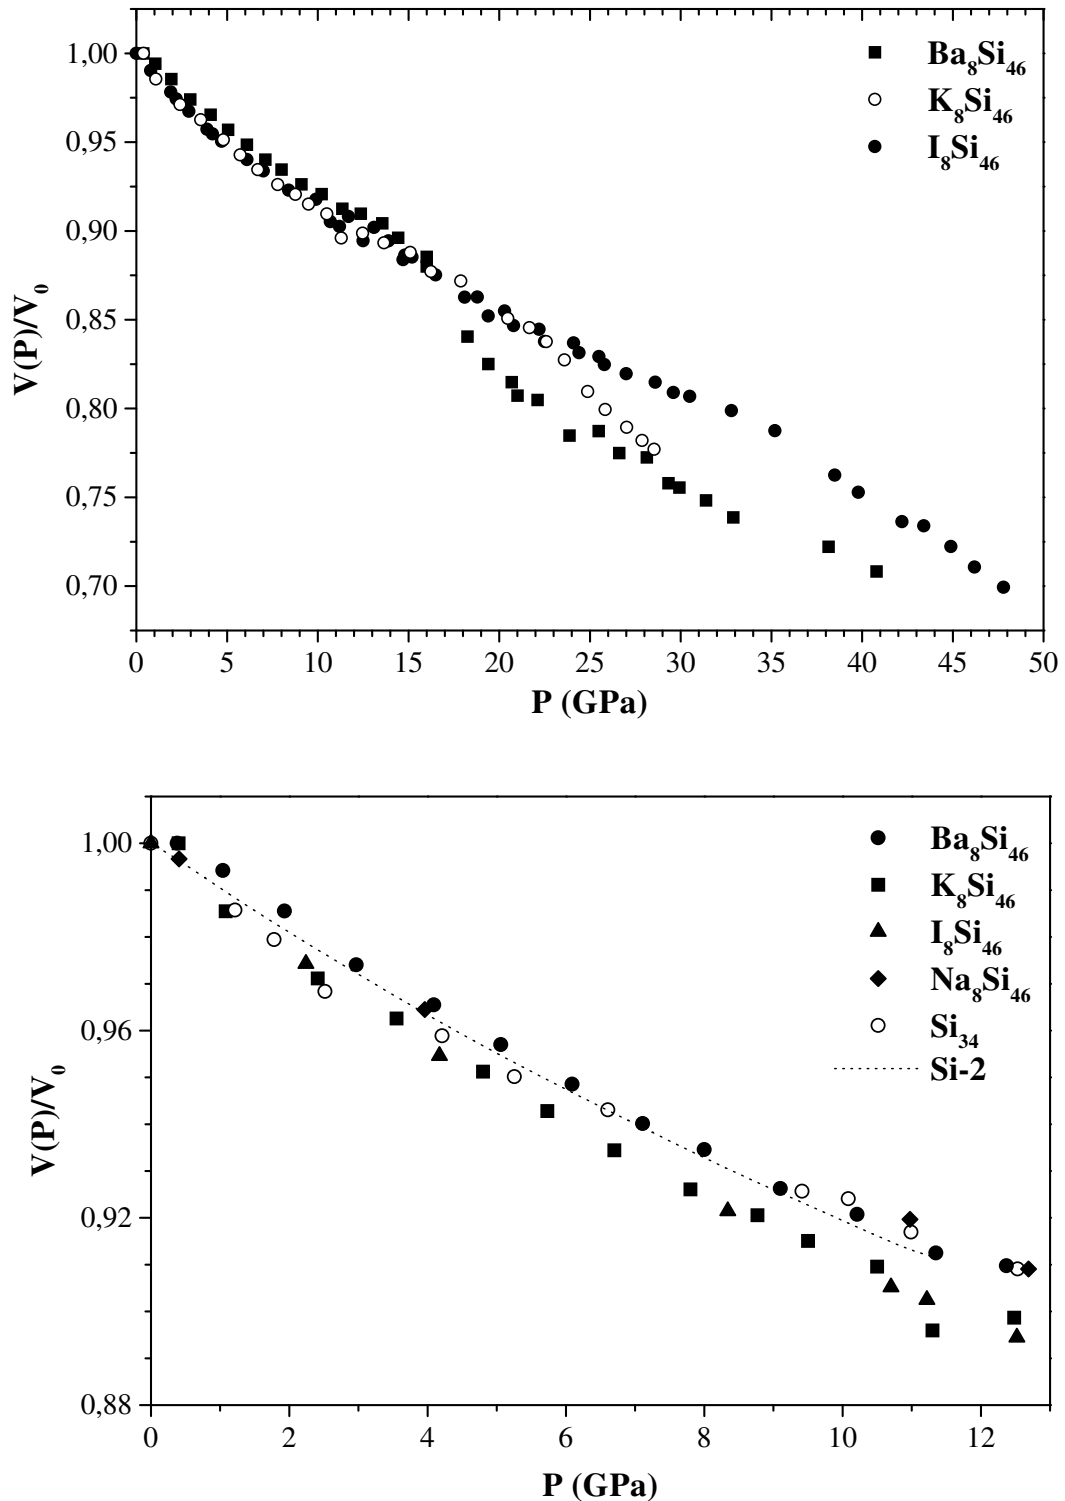 V(P)/V₀
1,00
0,95
0,90
0,85
0,80
0,75
0,70
Ba₈Si₄₆
K₈Si₄₆
I₈Si₄₆
0 5 10 15 20 25 30 35 40 45 50
P (GPa)
V(P)/V₀
1,00
0,96
0,92
0,88
Ba₈Si₄₆
K₈Si₄₆
I₈Si₄₆
Na₈Si₄₆
Si₃₄
Si-2
0 2 4 6 8 10 12
P (GPa)